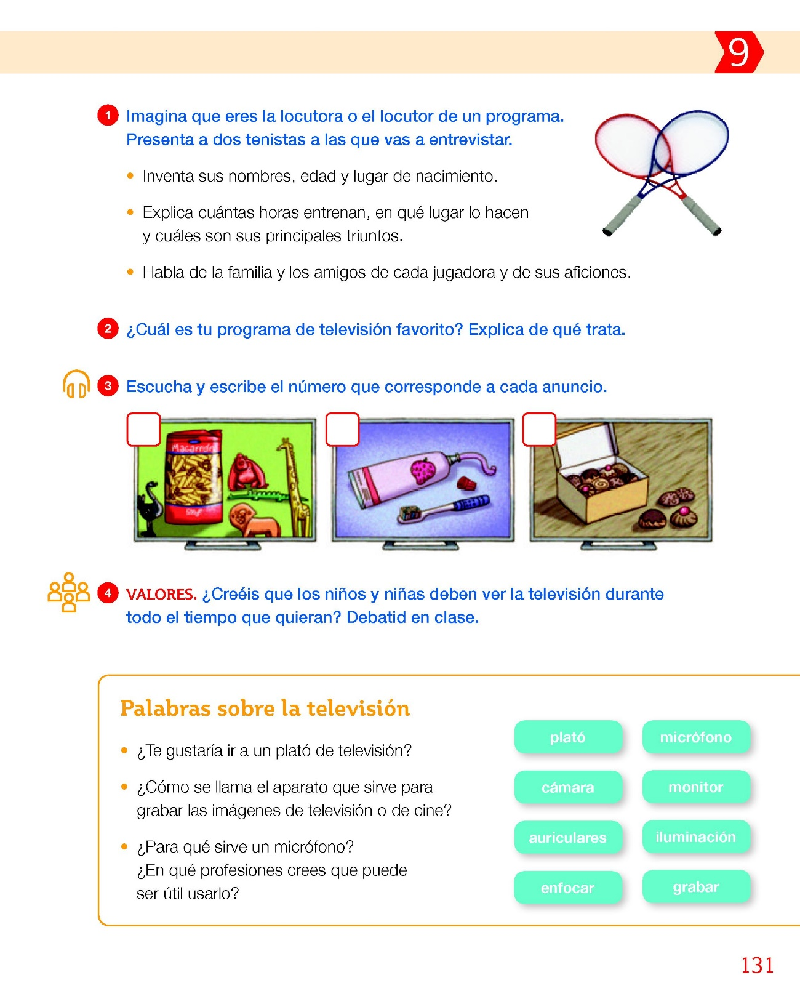 9
1 Imagina que eres la locutora o el locutor de un programa.
Presenta a dos tenistas a las que vas a entrevistar.
• Inventa sus nombres, edad y lugar de nacimiento.
• Explica cuántas horas entrenan, en qué lugar lo hacen
y cuáles son sus principales triunfos.
• Habla de la familia y los amigos de cada jugadora y de sus aficiones.
2 ¿Cuál es tu programa de televisión favorito? Explica de qué trata.
3 Escucha y escribe el número que corresponde a cada anuncio.
4 VALORES. ¿Creéis que los niños y niñas deben ver la televisión durante
todo el tiempo que quieran? Debatid en clase.
Palabras sobre la televisión
• ¿Te gustaría ir a un plató de televisión?
• ¿Cómo se llama el aparato que sirve para
grabar las imágenes de televisión o de cine?
• ¿Para qué sirve un micrófono?
¿En qué profesiones crees que puede
ser útil usarlo?
plató micrófono
cámara monitor
auriculares iluminación
enfocar grabar
131